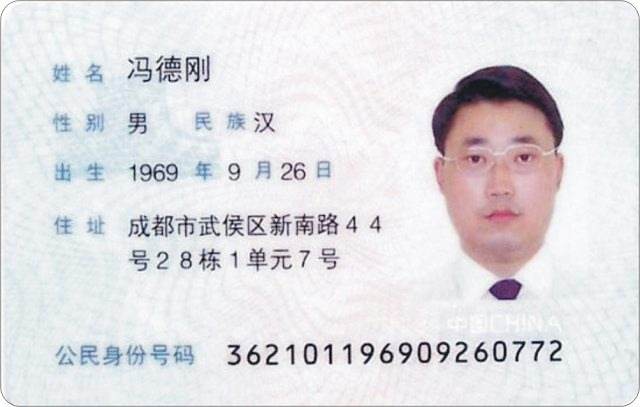 姓名 冯德刚
性别 男 民族 汉
出生 1969 年 9 月 26 日
住址 成都市武侯区新南路44
号28栋1单元7号
中国CHINA
公民身份号码 362101196909260772